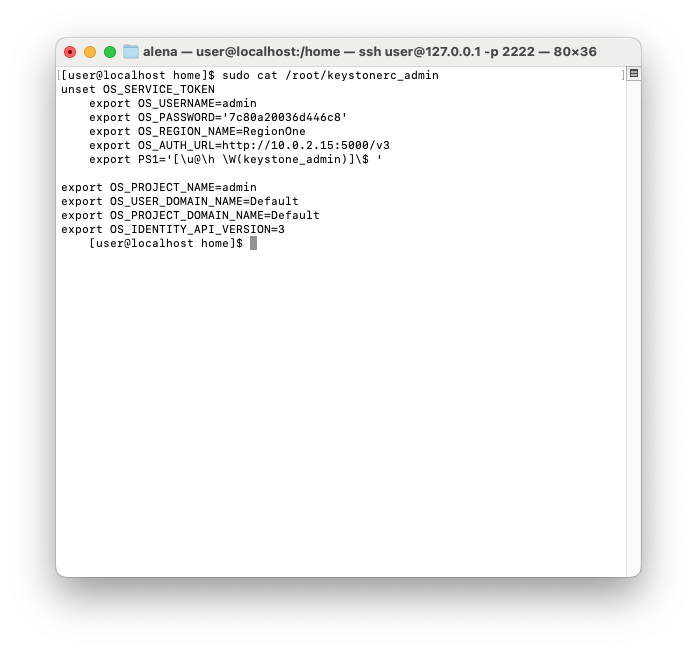 alena — user@localhost:/home — ssh user@127.0.0.1 -p 2222 — 80×36
[[user@localhost home]$ sudo cat /root/keystonerc_admin ]
unset OS_SERVICE_TOKEN
    export OS_USERNAME=admin
    export OS_PASSWORD='7c80a20036d446c8'
    export OS_REGION_NAME=RegionOne
    export OS_AUTH_URL=http://10.0.2.15:5000/v3
    export PS1='[\u@\h \W(keystone_admin)]\$ '

export OS_PROJECT_NAME=admin
export OS_USER_DOMAIN_NAME=Default
export OS_PROJECT_DOMAIN_NAME=Default
export OS_IDENTITY_API_VERSION=3
    [user@localhost home]$